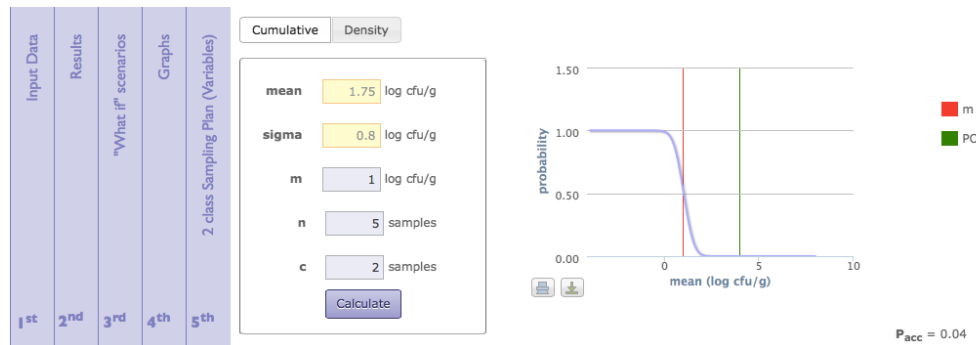 Input Data
Results
"What if" scenarios
Graphs
2 class Sampling Plan (Variables)
1st
2nd
3rd
4th
5th
Cumulative
Density
mean 1.75 log cfu/g
sigma 0.8 log cfu/g
m 1 log cfu/g
n 5 samples
c 2 samples
Calculate
probability
1.50
1.00
0.50
0.00
0
5
10
mean (log cfu/g)
m
PO
Pacc = 0.04